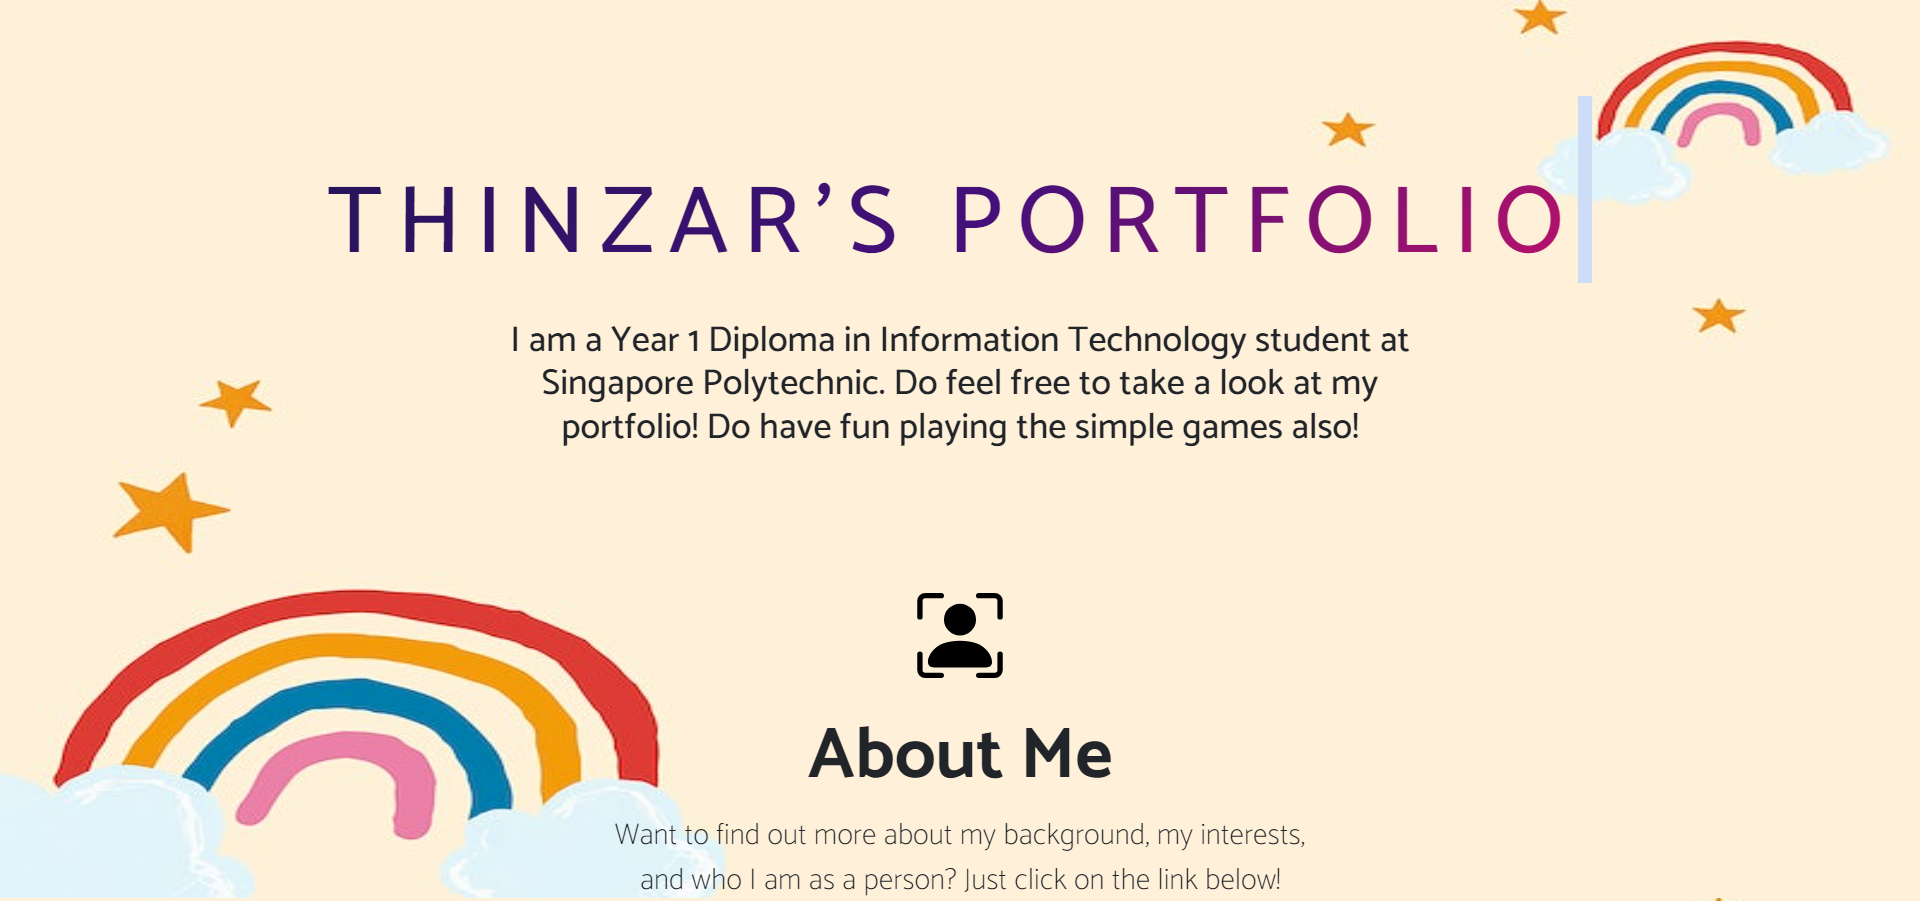 THINZAR’S PORTFOLIO
I am a Year 1 Diploma in Information Technology student at
Singapore Polytechnic. Do feel free to take a look at my
portfolio! Do have fun playing the simple games also!
About Me
Want to find out more about my background, my interests,
and who I am as a person? Just click on the link below!